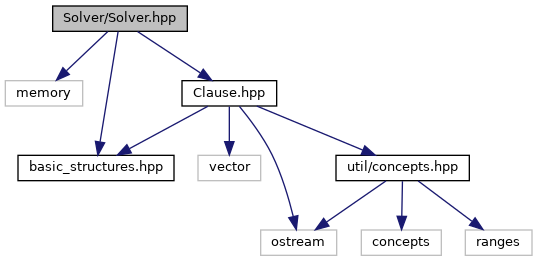 Solver/Solver.hpp
memory
Clause.hpp
basic_structures.hpp
vector
util/concepts.hpp
ostream
concepts
ranges